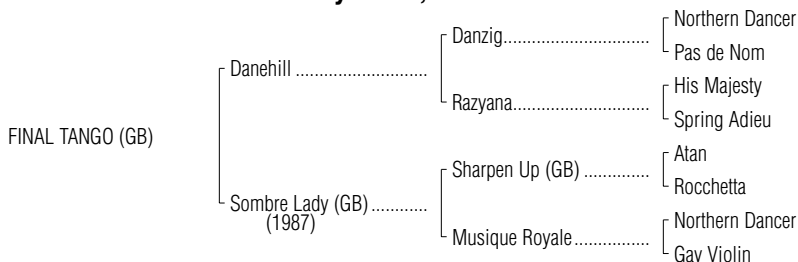 Northern Dancer
Danzig
Pas de Nom
Danehill
His Majesty
Razyana
Spring Adieu
FINAL TANGO (GB)
Atan
Sharpen Up (GB)
Rocchetta
Sombre Lady (GB)
(1987)
Northern Dancer
Musique Royale
Gay Violin